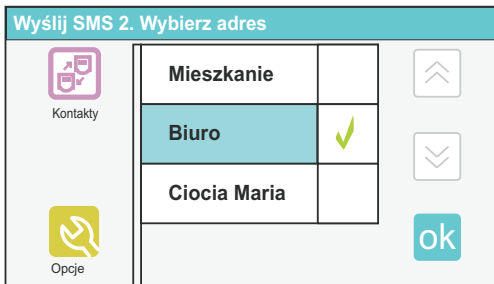 Wyślij SMS 2. Wybierz adres
Kontakty
Mieszkanie
Biuro
Ciocia Maria
ok
Opcje